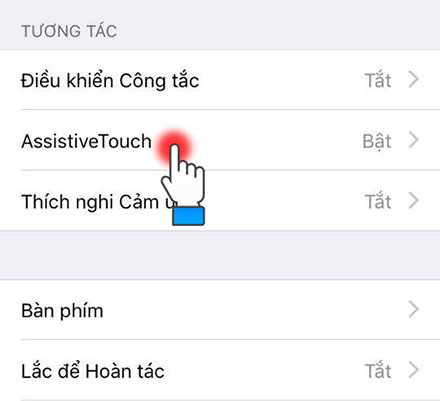 TƯƠNG TÁC
Điều khiển Công tắc Tắt
AssistiveTouch Bật
Thích nghi Cảm Tắt
Bàn phím
Lắc để Hoàn tác Tắt